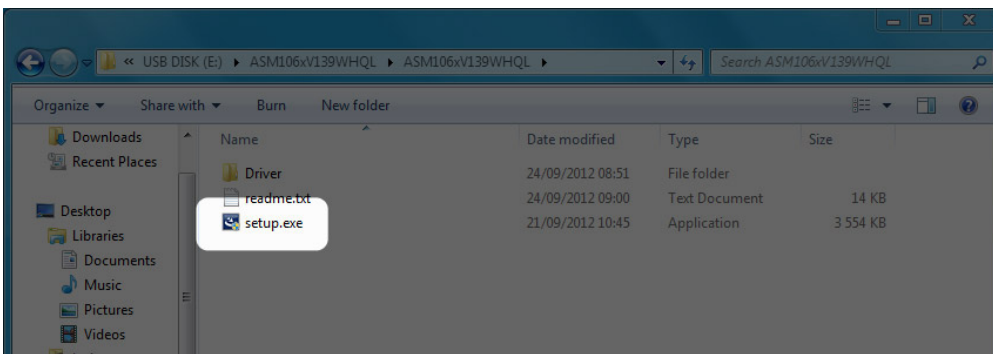 « USB DISK (E:) ▸ ASM106xV139WHQL ▸ ASM106xV139WHQL ▸ Search ASM106xV139WHQL
Organize ▾ Share with ▾ Burn New folder
Downloads
Recent Places
Desktop
Libraries
Documents
Music
Pictures
Videos
Name Date modified Type Size
Driver 24/09/2012 08:51 File folder
readme.txt 24/09/2012 09:00 Text Document 14 KB
setup.exe 21/09/2012 10:45 Application 3 554 KB